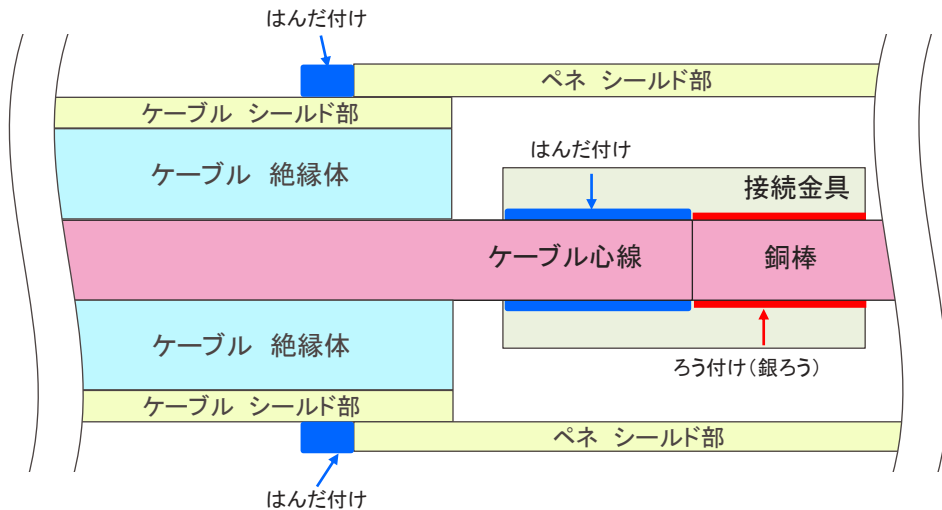 はんだ付け
ペネ シールド部
ケーブル シールド部
はんだ付け
ケーブル 絶縁体
接続金具
ケーブル心線
銅棒
ケーブル 絶縁体
ろう付け(銀ろう)
ケーブル シールド部
ペネ シールド部
はんだ付け